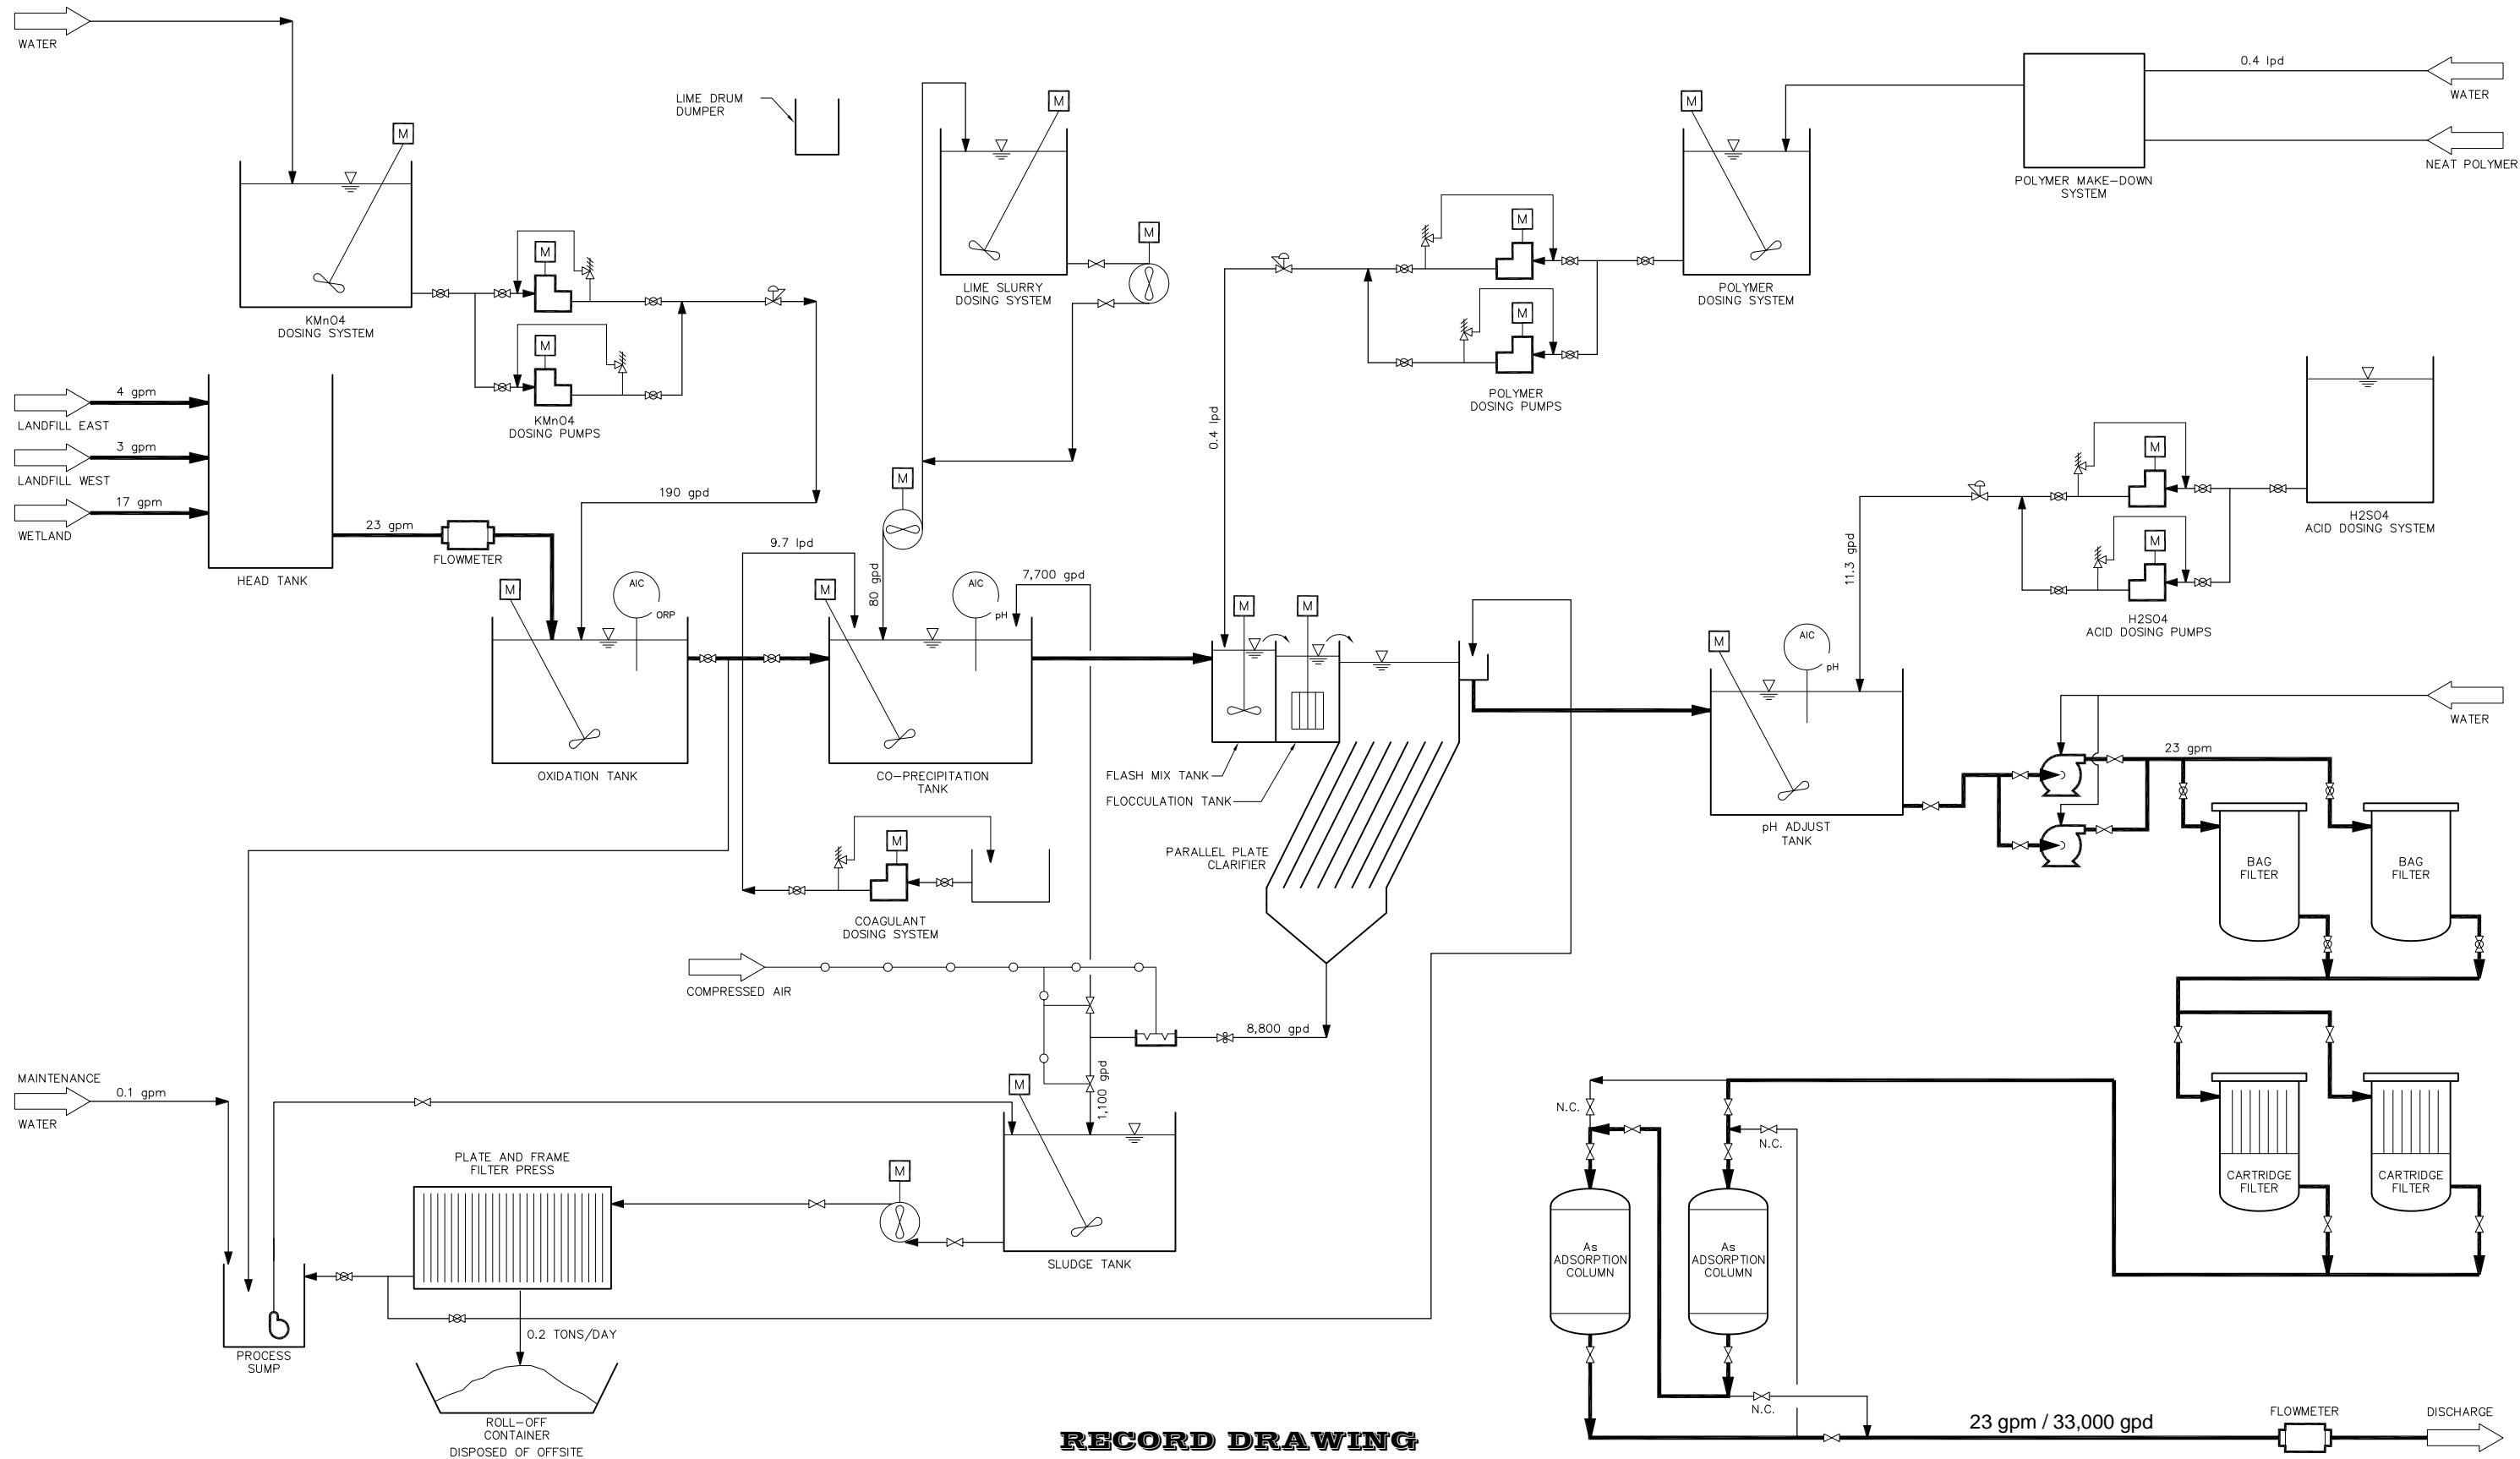 WATER
LIME DRUM
DUMPER
M
M
M
0.4 lpd
WATER
NEAT POLYMER
POLYMER MAKE-DOWN
SYSTEM
KMnO4
DOSING SYSTEM
M
M
KMnO4
DOSING PUMPS
LIME SLURRY
DOSING SYSTEM
M
M
M
POLYMER
DOSING PUMPS
POLYMER
DOSING SYSTEM
4 gpm
LANDFILL EAST
3 gpm
LANDFILL WEST
17 gpm
WETLAND
HEAD TANK
23 gpm
FLOWMETER
190 gpd
9.7 lpd
80 gpd
M
7,700 gpd
0.4 lpd
11.3 gpd
M
M
H2SO4
ACID DOSING SYSTEM
H2SO4
ACID DOSING PUMPS
M
AIC
ORP
OXIDATION TANK
M
AIC
pH
CO-PRECIPITATION
TANK
M
M
FLASH MIX TANK
FLOCCULATION TANK
PARALLEL PLATE
CLARIFIER
M
AIC
pH
pH ADJUST
TANK
WATER
23 gpm
BAG
FILTER
BAG
FILTER
M
COAGULANT
DOSING SYSTEM
COMPRESSED AIR
8,800 gpd
1,100 gpd
MAINTENANCE
0.1 gpm
WATER
PLATE AND FRAME
FILTER PRESS
M
M
SLUDGE TANK
N.C.
N.C.
CARTRIDGE
FILTER
CARTRIDGE
FILTER
As
ADSORPTION
COLUMN
As
ADSORPTION
COLUMN
PROCESS
SUMP
0.2 TONS/DAY
ROLL-OFF
CONTAINER
DISPOSED OF OFFSITE
RECORD DRAWING
N.C.
23 gpm / 33,000 gpd
FLOWMETER
DISCHARGE